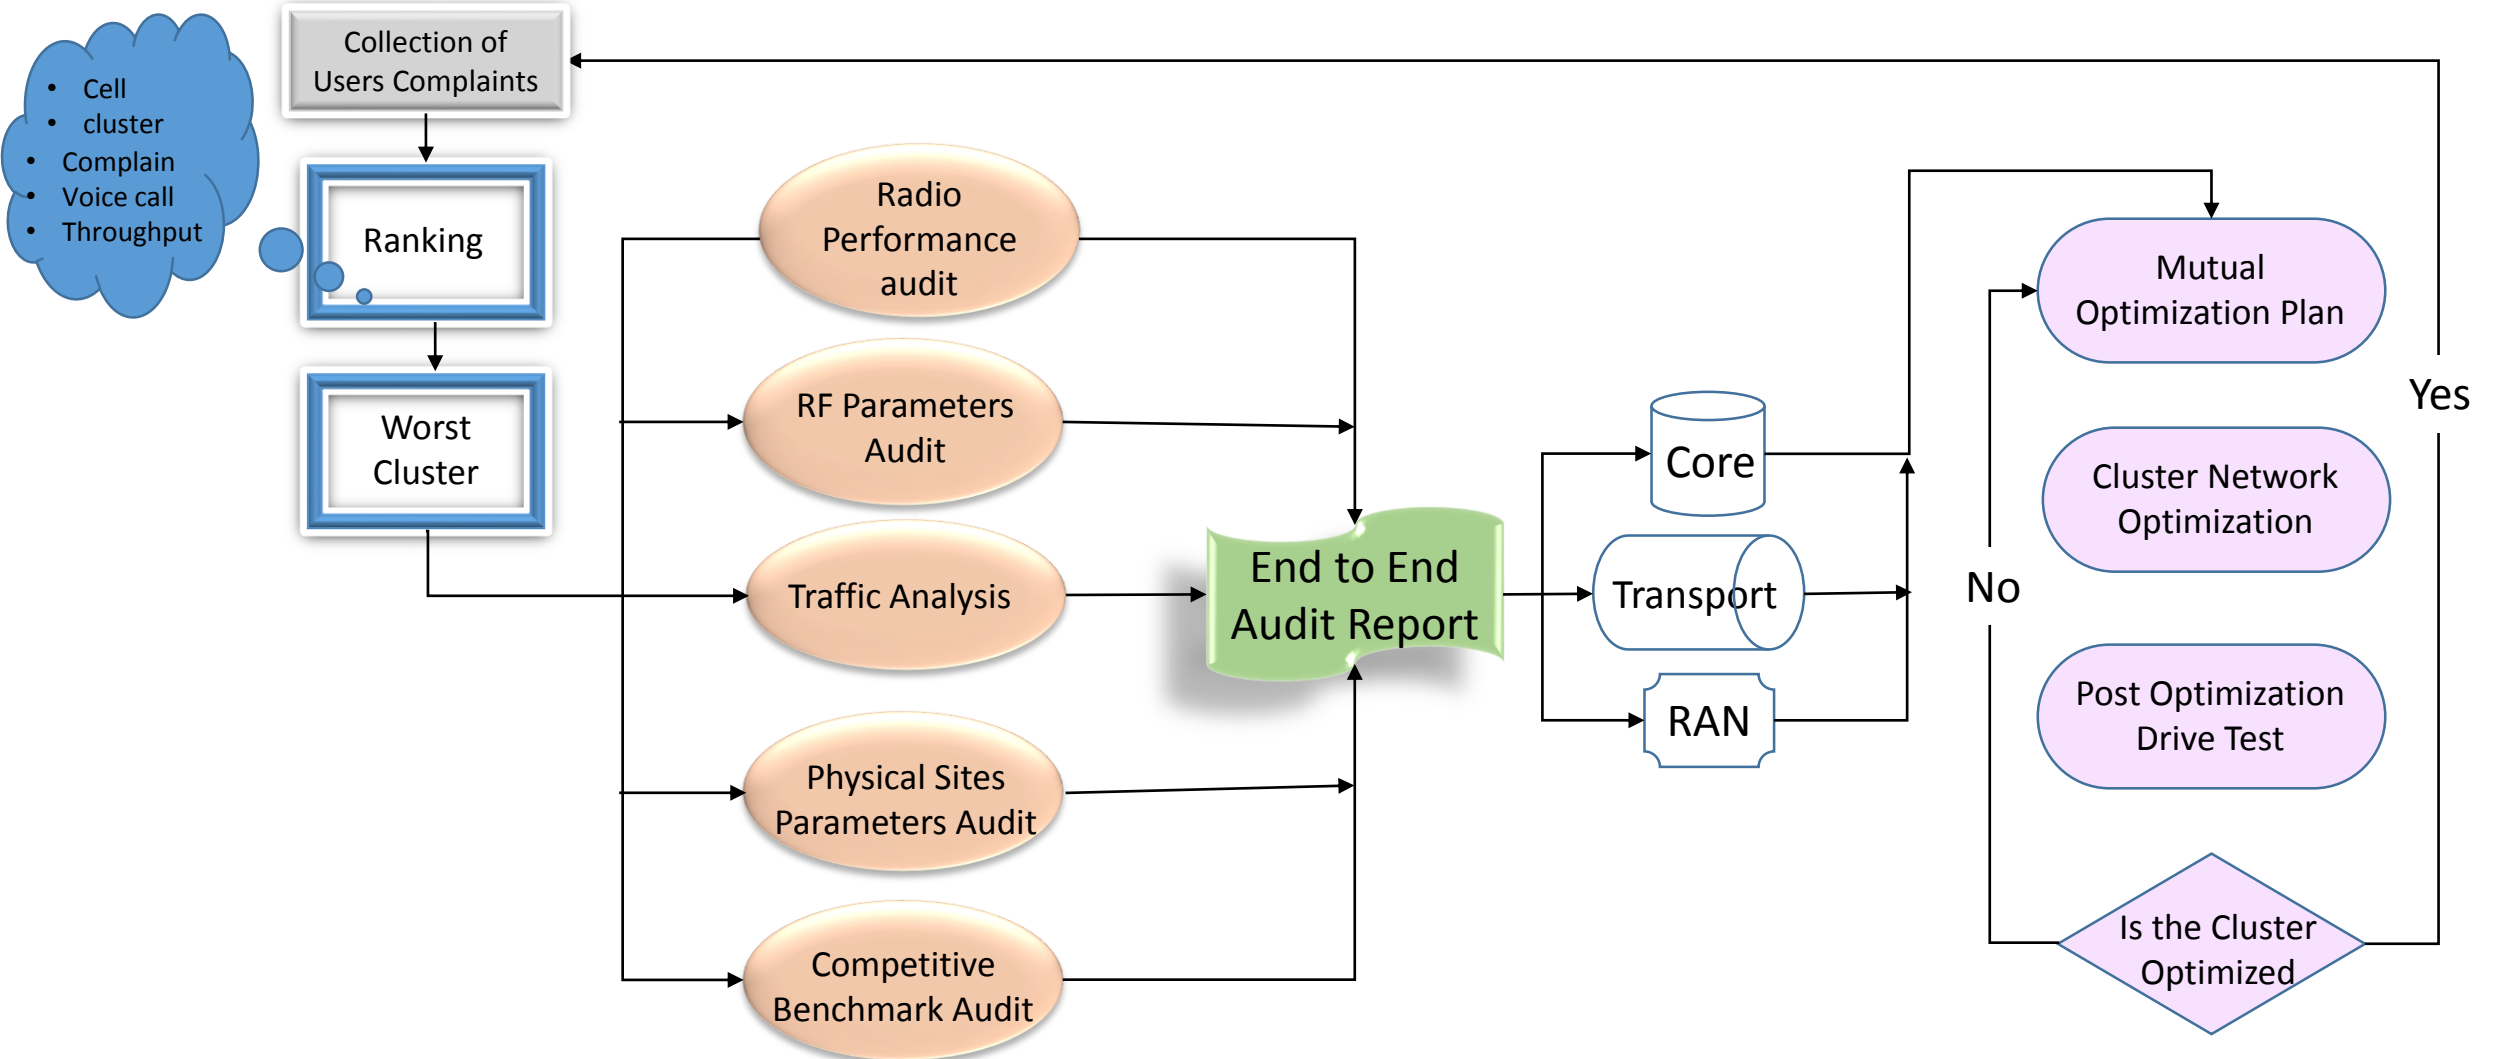 Collection of
Users Complaints
• Cell
• cluster
• Complain
• Voice call
• Throughput
Ranking
Worst
Cluster
Radio
Performance
audit
RF Parameters
Audit
Traffic Analysis
Physical Sites
Parameters Audit
Competitive
Benchmark Audit
End to End
Audit Report
Core
Transport
RAN
Mutual
Optimization Plan
Cluster Network
Optimization
Post Optimization
Drive Test
Is the Cluster
Optimized
No
Yes